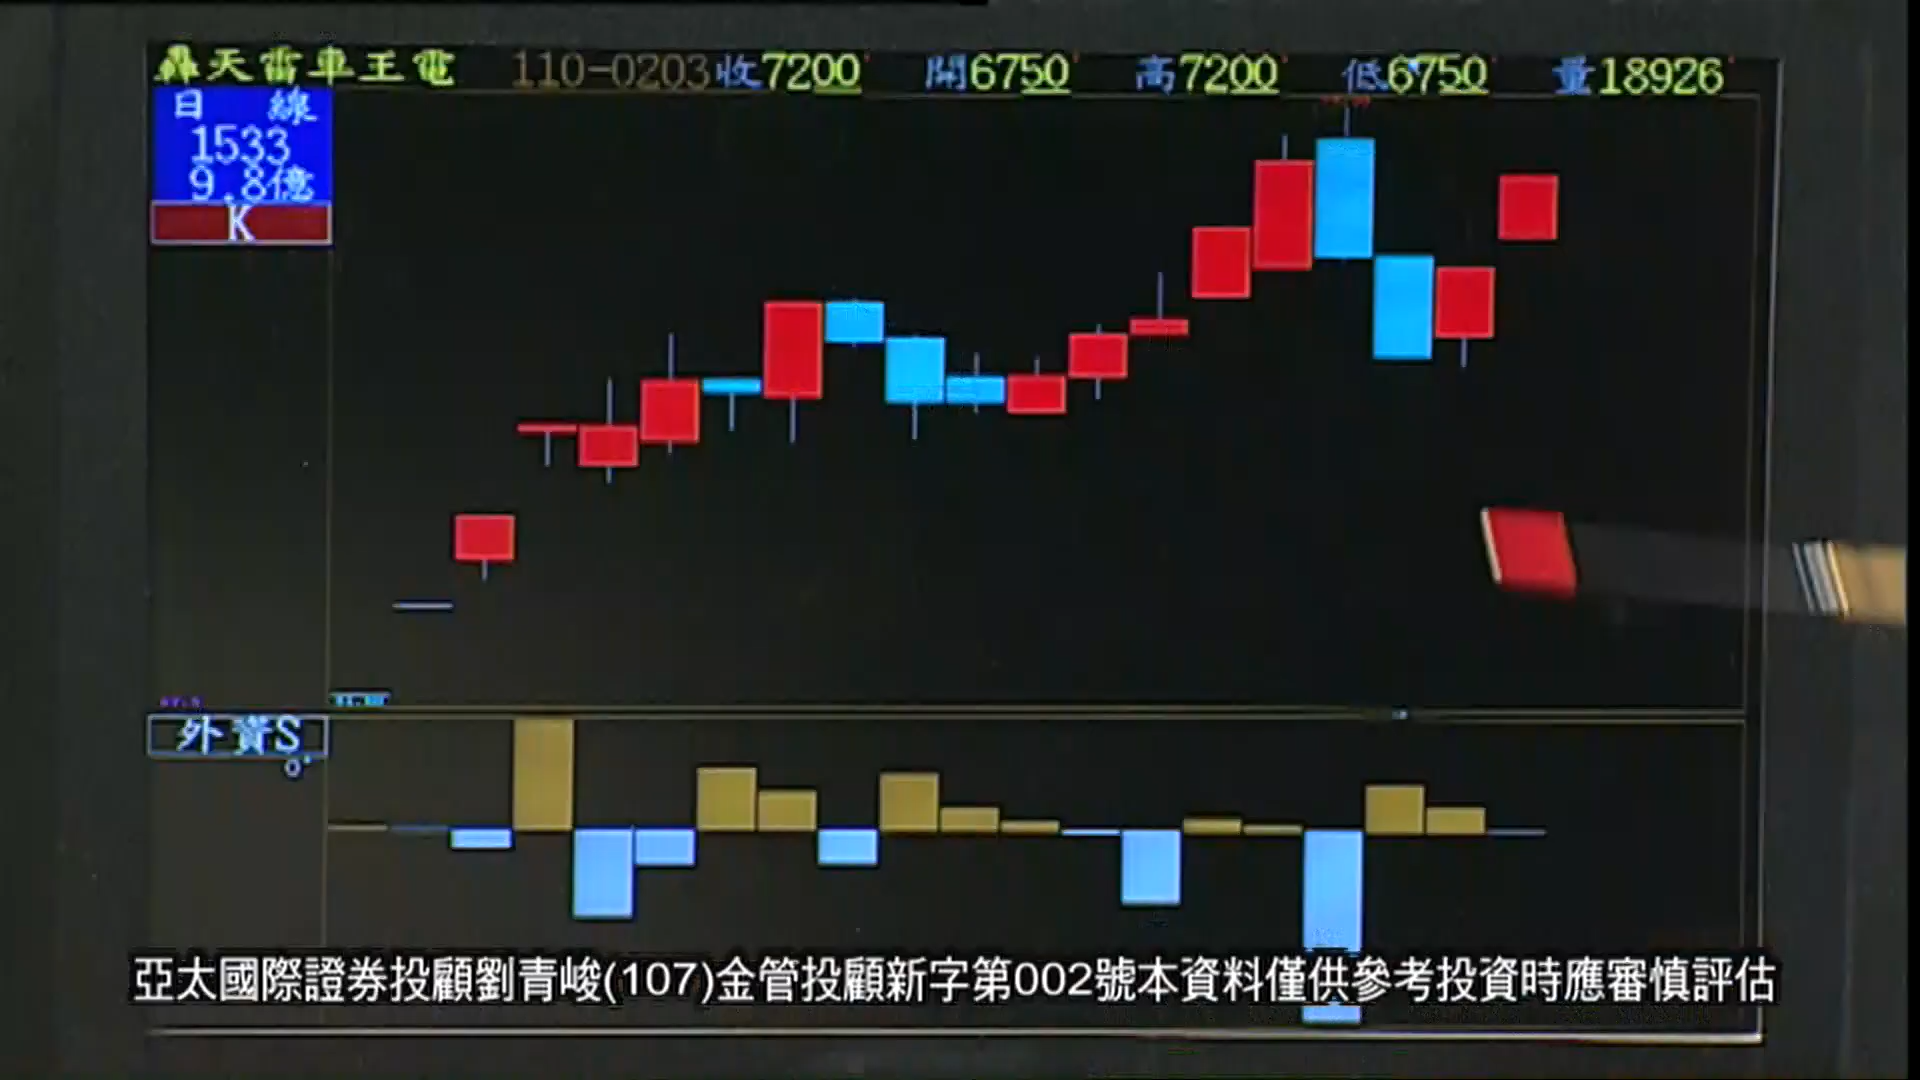 轟天雷車王電 110-0203收7200 開6750 高7200 低6750 量18926
日 線
1533
9.8億
K
外資S
0
亞太國際證券投顧劉青峻(107)金管投顧新字第002號本資料僅供參考投資時應審慎評估